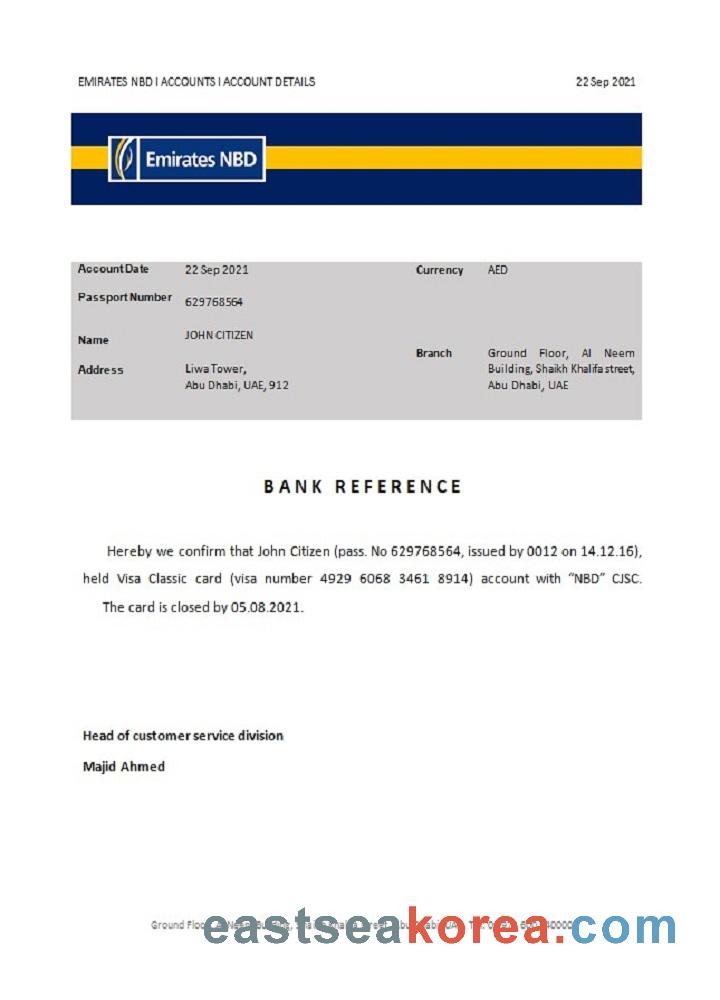 EMIRATES NBD I ACCOUNTS I ACCOUNT DETAILS 22 Sep 2021
Emirates NBD
Account Date 22 Sep 2021 Currency AED
Passport Number 629768564
Name JOHN CITIZEN
Branch Ground Floor, Al Neem
Address Liwa Tower, Building, Shaikh Khalifa street,
Abu Dhabi, UAE, 912 Abu Dhabi, UAE
BANK REFERENCE
Hereby we confirm that John Citizen (pass. No 629768564, issued by 0012 on 14.12.16),
held Visa Classic card (visa number 4929 6068 3461 8914) account with “NBD” CJSC.
The card is closed by 05.08.2021.
Head of customer service division
Majid Ahmed
Ground Floor,
eastseakorea.com